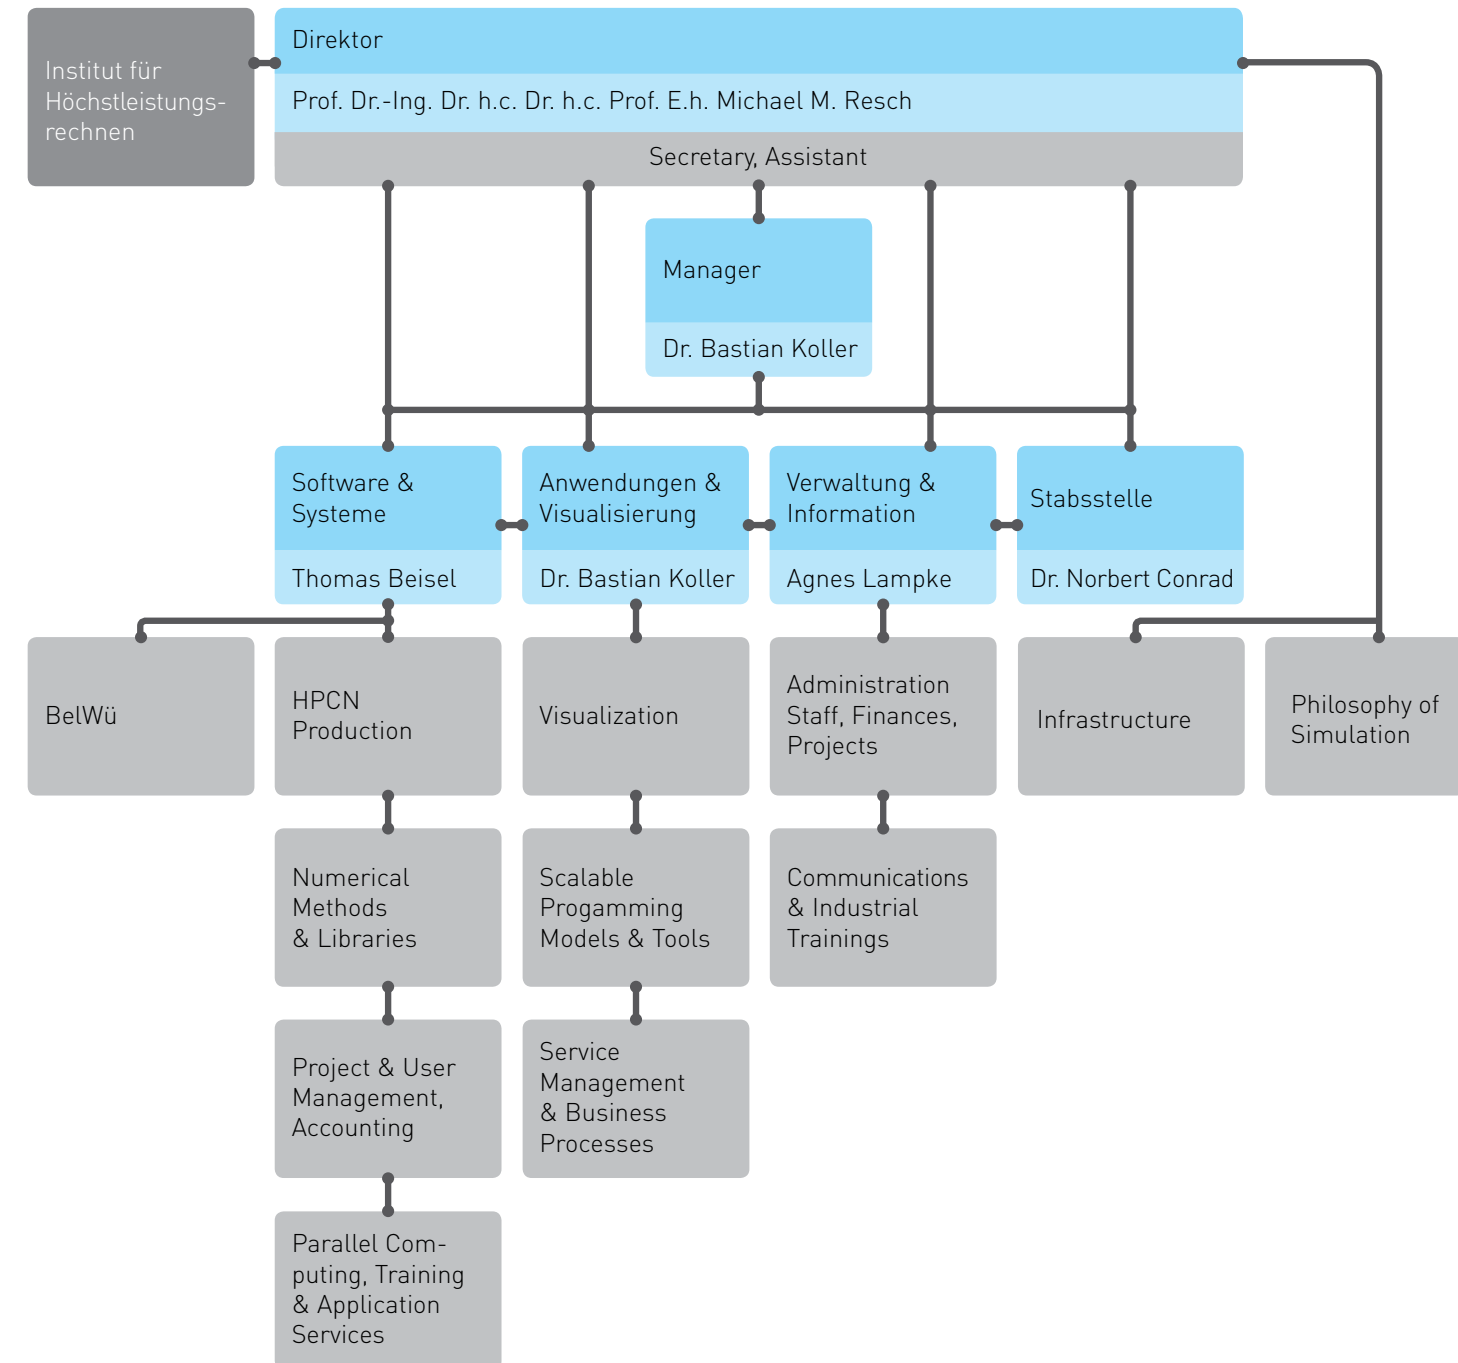 Institut für
Höchstleistungs-
rechnen
Direktor
Prof. Dr.-Ing. Dr. h.c. Dr. h.c. Prof. E.h. Michael M. Resch
Secretary, Assistant
Manager
Dr. Bastian Koller
Software &
Systeme
Thomas Beisel
Anwendungen &
Visualisierung
Dr. Bastian Koller
Verwaltung &
Information
Agnes Lampke
Stabsstelle
Dr. Norbert Conrad
BelWü
HPCN
Production
Visualization
Administration
Staff, Finances,
Projects
Infrastructure
Philosophy of
Simulation
Numerical
Methods
& Libraries
Scalable
Progamming
Models & Tools
Communications
& Industrial
Trainings
Project & User
Management,
Accounting
Service
Management
& Business
Processes
Parallel Com-
puting, Training
& Application
Services